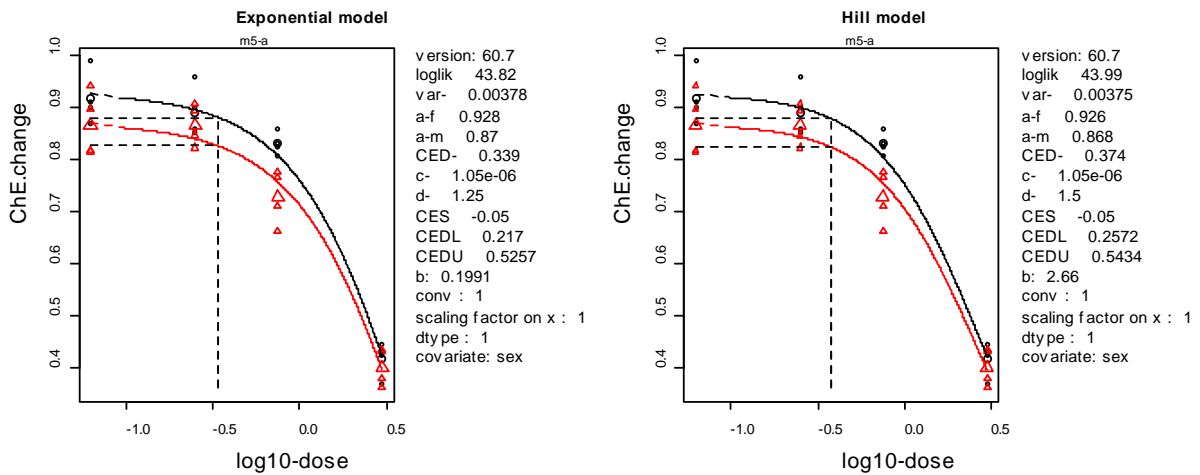 Exponential model
m5-a
ChE.change
1.0
0.9
0.8
0.7
0.6
0.5
0.4
-1.0
-0.5
0.0
0.5
log10-dose
version: 60.7
loglik 43.82
var- 0.00378
a-f 0.928
a-m 0.87
CED- 0.339
c- 1.05e-06
d- 1.25
CES -0.05
CEDL 0.217
CEDU 0.5257
b: 0.1991
conv : 1
scaling factor on x : 1
dtype : 1
covariate: sex
Hill model
m5-a
ChE.change
1.0
0.9
0.8
0.7
0.6
0.5
0.4
-1.0
-0.5
0.0
0.5
log10-dose
version: 60.7
loglik 43.99
var- 0.00375
a-f 0.926
a-m 0.868
CED- 0.374
c- 1.05e-06
d- 1.5
CES -0.05
CEDL 0.2572
CEDU 0.5434
b: 2.66
conv : 1
scaling factor on x : 1
dtype : 1
covariate: sex